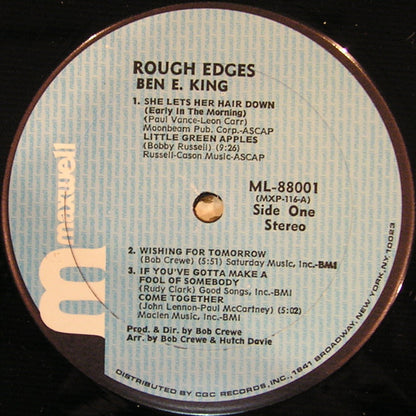 ROUGH EDGES
BEN E. KING
1. SHE LETS HER HAIR DOWN
(Early In The Morning)
(Paul Vance-Leon Carr)
Moonbeam Pub. Corp.-ASCAP
LITTLE GREEN APPLES
(Bobby Russell) (9:26)
Russell-Cason Music-ASCAP
ML-88001
(MXP-116-A)
Side One
Stereo
m maxwell
2. WISHING FOR TOMORROW
(Bob Crewe) (5:51) Saturday Music, Inc.-BMI
3. IF YOU'VE GOTTA MAKE A
FOOL OF SOMEBODY
(Rudy Clark) Good Songs, Inc.-BMI
COME TOGETHER
(John Lennon-Paul McCartney) (5:02)
Maclen Music, Inc.-BMI
Prod. & Dir. by Bob Crewe
Arr. by Bob Crewe & Hutch Davie
DISTRIBUTED BY CGC RECORDS, INC., 1841 BROADWAY, NEW YORK, N.Y. 10023